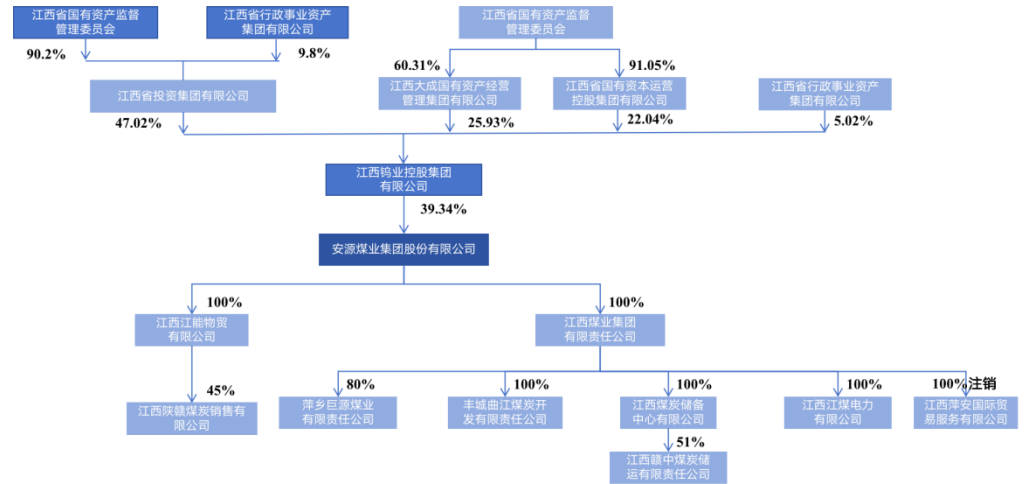 江西省国有资产监督
管理委员会
江西省行政事业资产
集团有限公司
江西省国有资产监督
管理委员会
90.2%
9.8%
60.31%
91.05%
江西省投资集团有限公司
江西大成国有资产经营
管理集团有限公司
江西省国有资本运营
控股集团有限公司
江西省行政事业资产
集团有限公司
47.02%
25.93%
22.04%
5.02%
江西钨业控股集团
有限公司
39.34%
安源煤业集团股份有限公司
100%
100%
江西江能物贸
有限公司
江西煤业集团
有限责任公司
45%
80%
100%
100%
100%
100%注销
江西陕赣煤炭销售有
限公司
萍乡巨源煤业
有限责任公司
丰城曲江煤炭开
发有限责任公司
江西煤炭储备
中心有限公司
江西江煤电力
有限公司
江西萍安国际贸
易服务有限公司
51%
江西赣中煤炭储
运有限责任公司